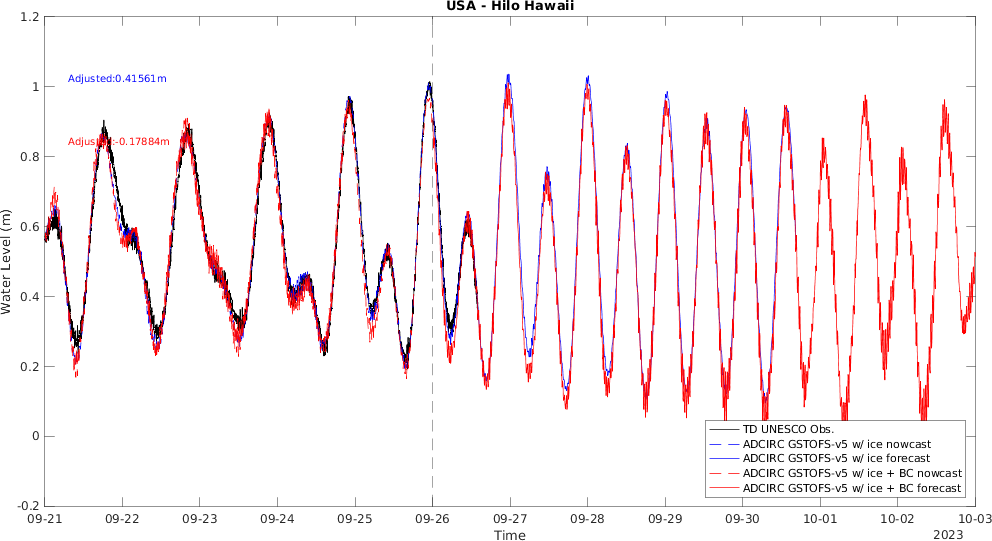 USA - Hilo Hawaii
1.2
1
0.8
0.6
0.4
0.2
0
-0.2
Water Level (m)
Adjusted:0.41561m
Adjusted:-0.17884m
TD UNESCO Obs.
ADCIRC GSTOFS-v5 w/ ice nowcast
ADCIRC GSTOFS-v5 w/ ice forecast
ADCIRC GSTOFS-v5 w/ ice + BC nowcast
ADCIRC GSTOFS-v5 w/ ice + BC forecast
09-21 09-22 09-23 09-24 09-25 09-26 09-27 09-28 09-29 09-30 10-01 10-02 10-03
Time
2023